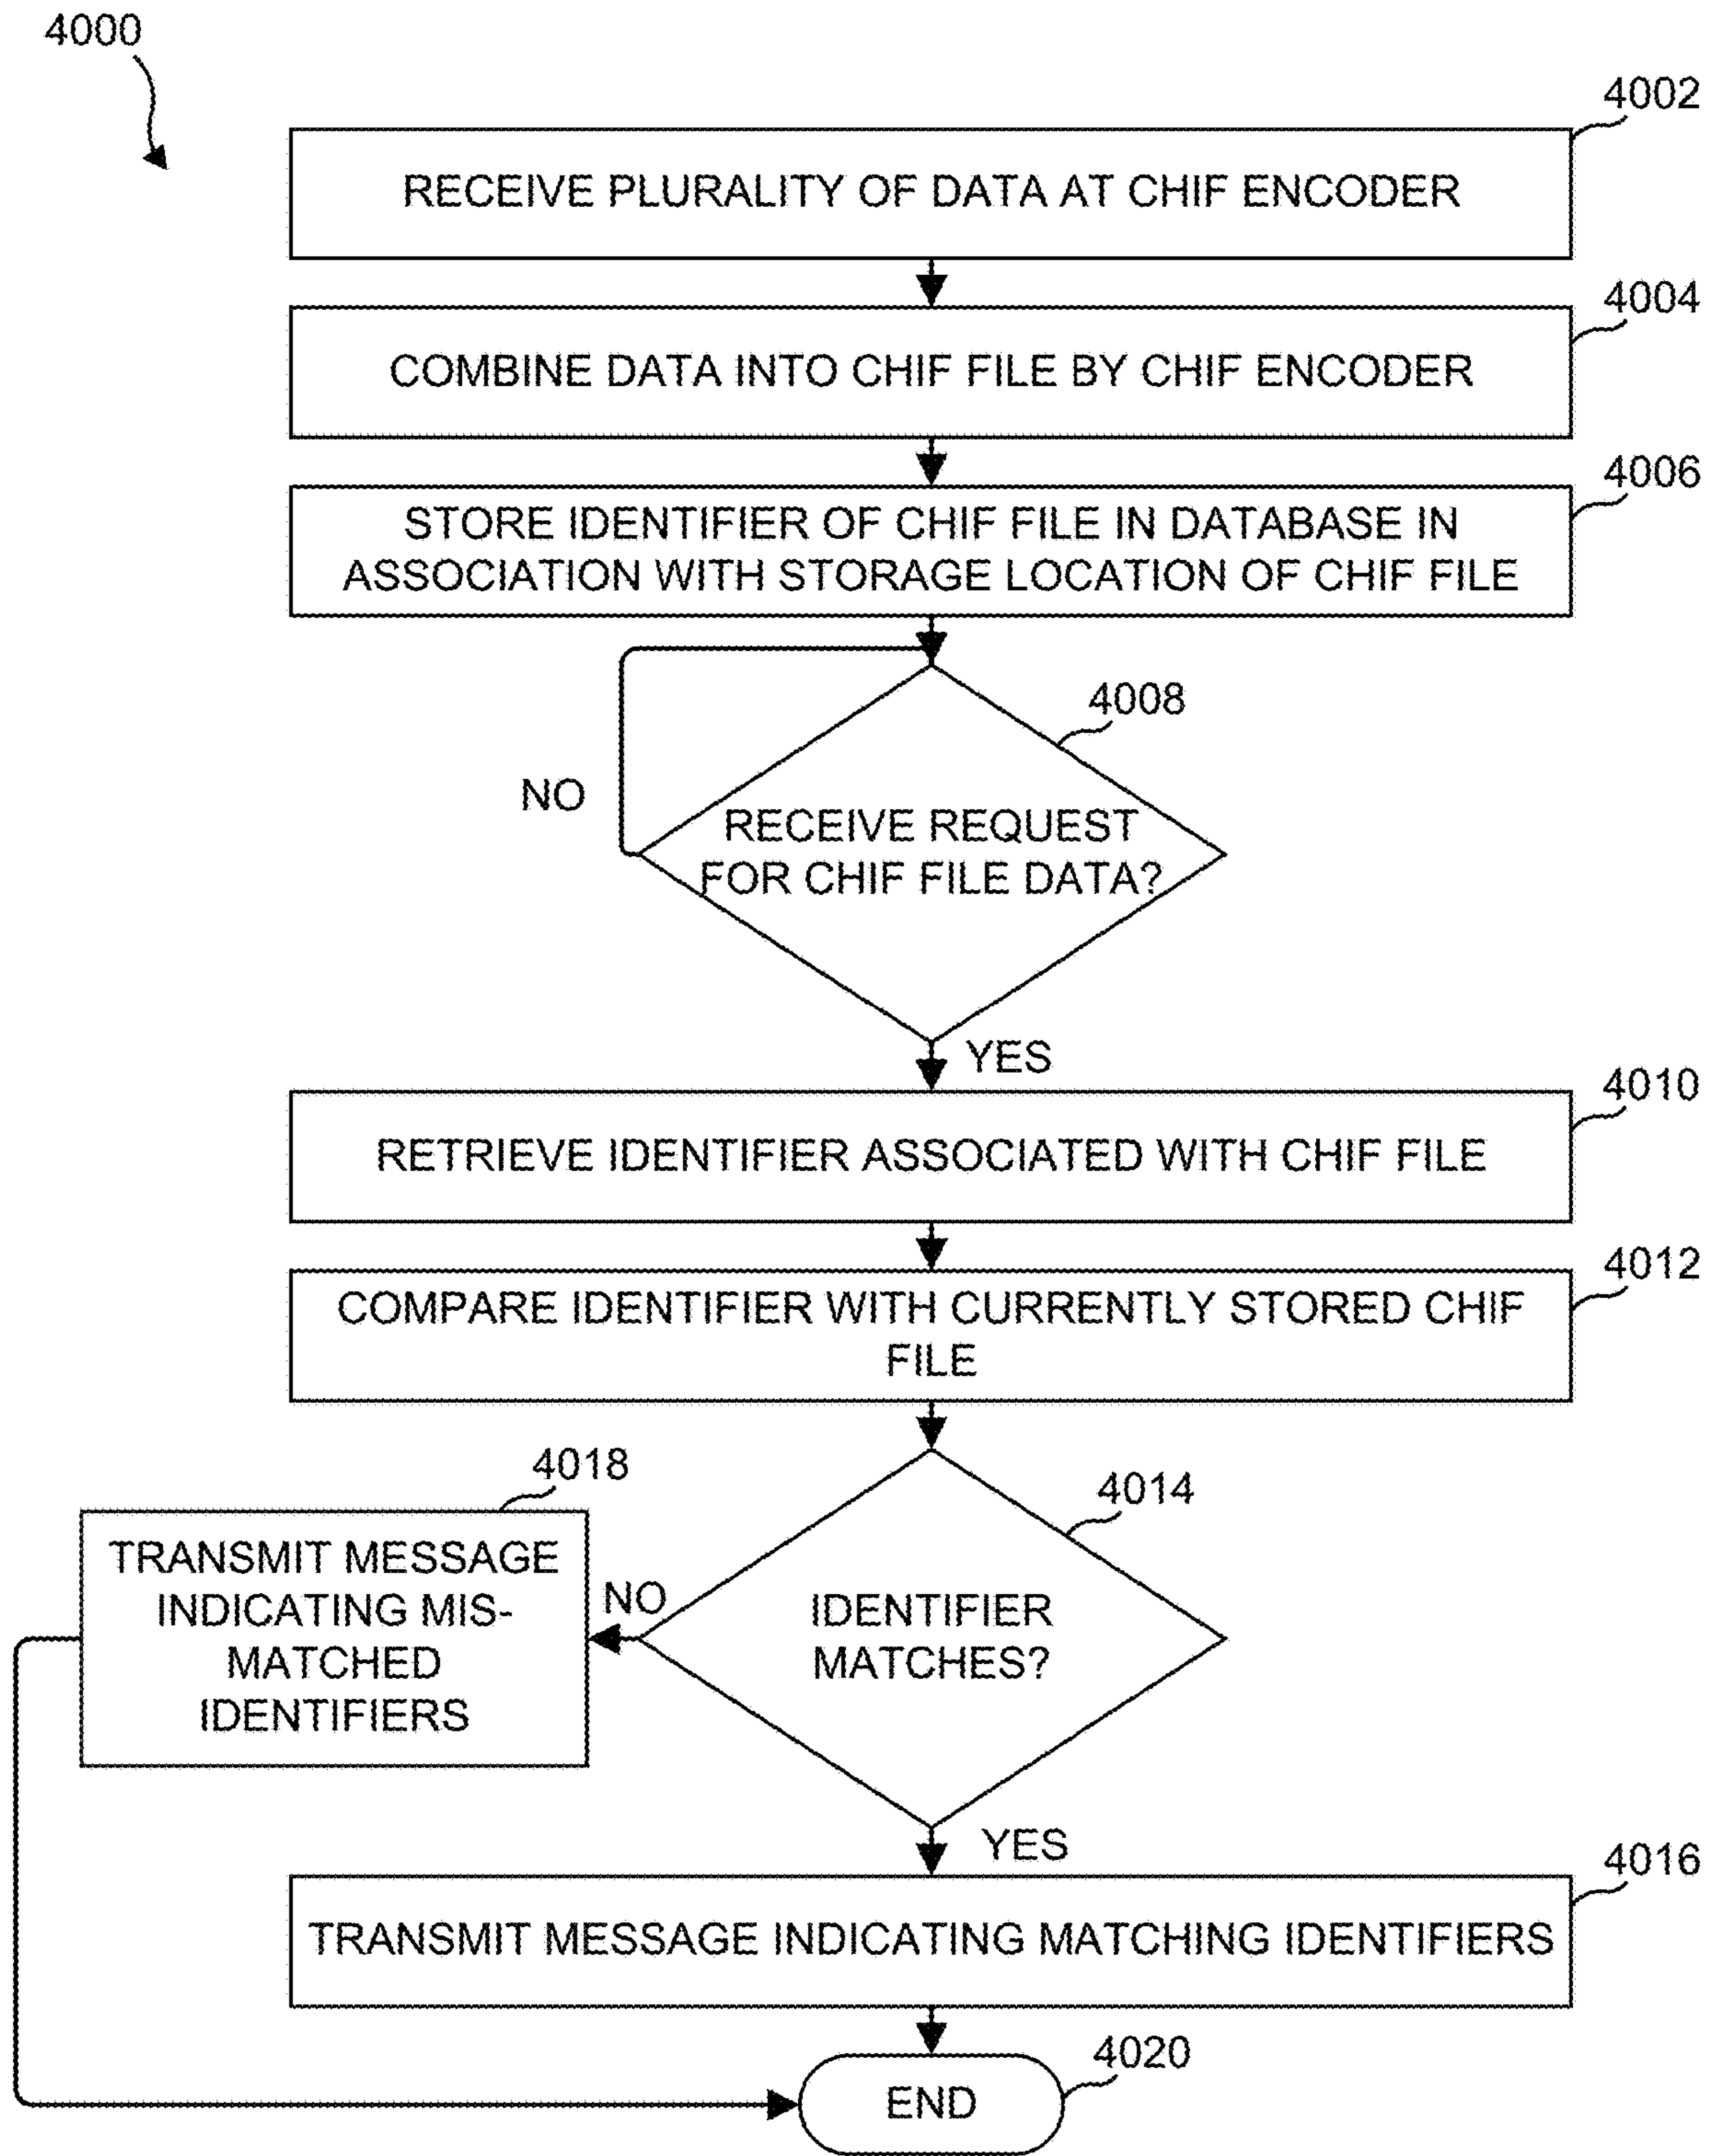 4000
4002
RECEIVE PLURALITY OF DATA AT CHIF ENCODER
4004
COMBINE DATA INTO CHIF FILE BY CHIF ENCODER
4006
STORE IDENTIFIER OF CHIF FILE IN DATABASE IN
ASSOCIATION WITH STORAGE LOCATION OF CHIF FILE
4008
NO
RECEIVE REQUEST
FOR CHIF FILE DATA?
YES
4010
RETRIEVE IDENTIFIER ASSOCIATED WITH CHIF FILE
4012
COMPARE IDENTIFIER WITH CURRENTLY STORED CHIF
FILE
4014
IDENTIFIER
MATCHES?
NO
4018
TRANSMIT MESSAGE
INDICATING MIS-
MATCHED
IDENTIFIERS
YES
4016
TRANSMIT MESSAGE INDICATING MATCHING IDENTIFIERS
4020
END